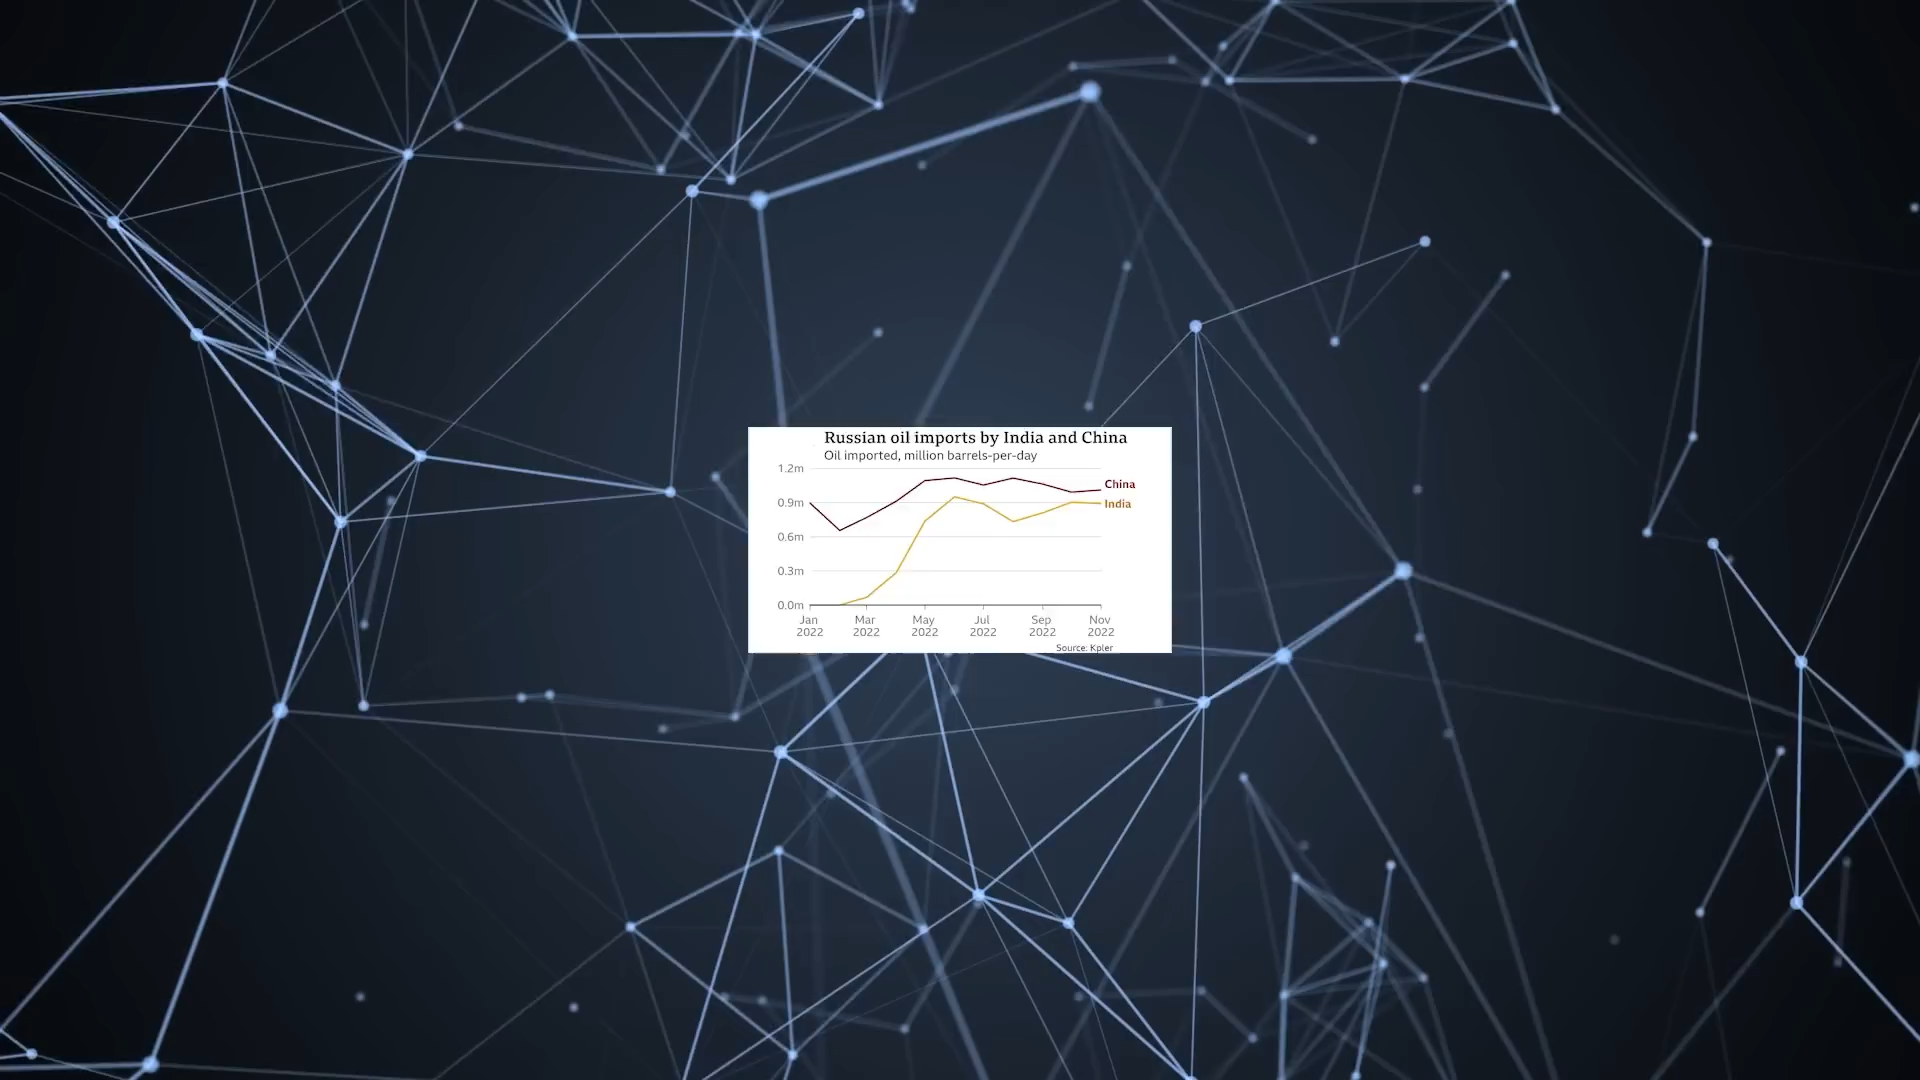 Russian oil imports by India and China
Oil imported, million barrels-per-day
1.2m
0.9m
0.6m
0.3m
0.0m
China
India
Jan 2022
Mar 2022
May 2022
Jul 2022
Sep 2022
Nov 2022
Source: Kpler